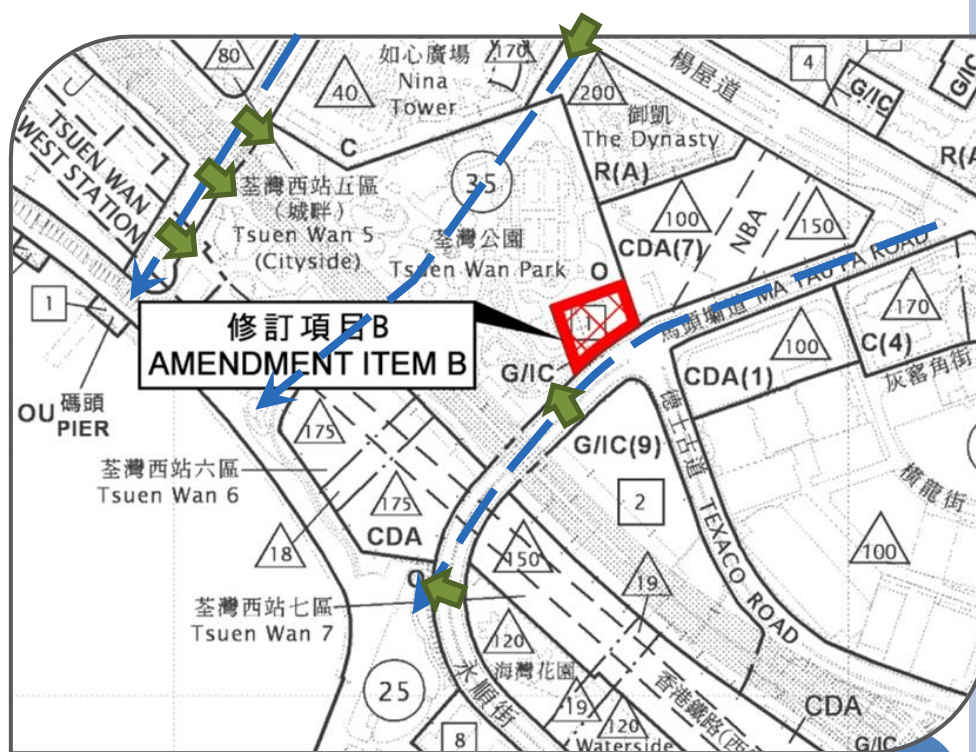 80
如心廣場
Nina
Tower
170
40
C
200
御凱
The Dynasty
R(A)
楊屋道
4
G/IC
G/IC
R(A)
TSUEN WAN
WEST STATION
荃灣西站五區
(城畔)
Tsuen Wan 5
(Cityside)
35
荃灣公園
Tsuen Wan Park
O
100
CDA(7)
NBA
150
1
修訂項目B
AMENDMENT ITEM B
1
G/IC
馬頭壩道 MA TAU PA ROAD
170
C(4)
100
CDA(1)
灰窰角街
OU 碼頭
PIER
175
荃灣西站六區
Tsuen Wan 6
175
CDA
18
G/IC(9)
2
德士古道 TEXACO ROAD
橫龍街
100
150
19
O
荃灣西站七區
Tsuen Wan 7
120
海灣花園
25
永順街
19
120
Waterside
香港鐵路(西
8
CDA
G/IC